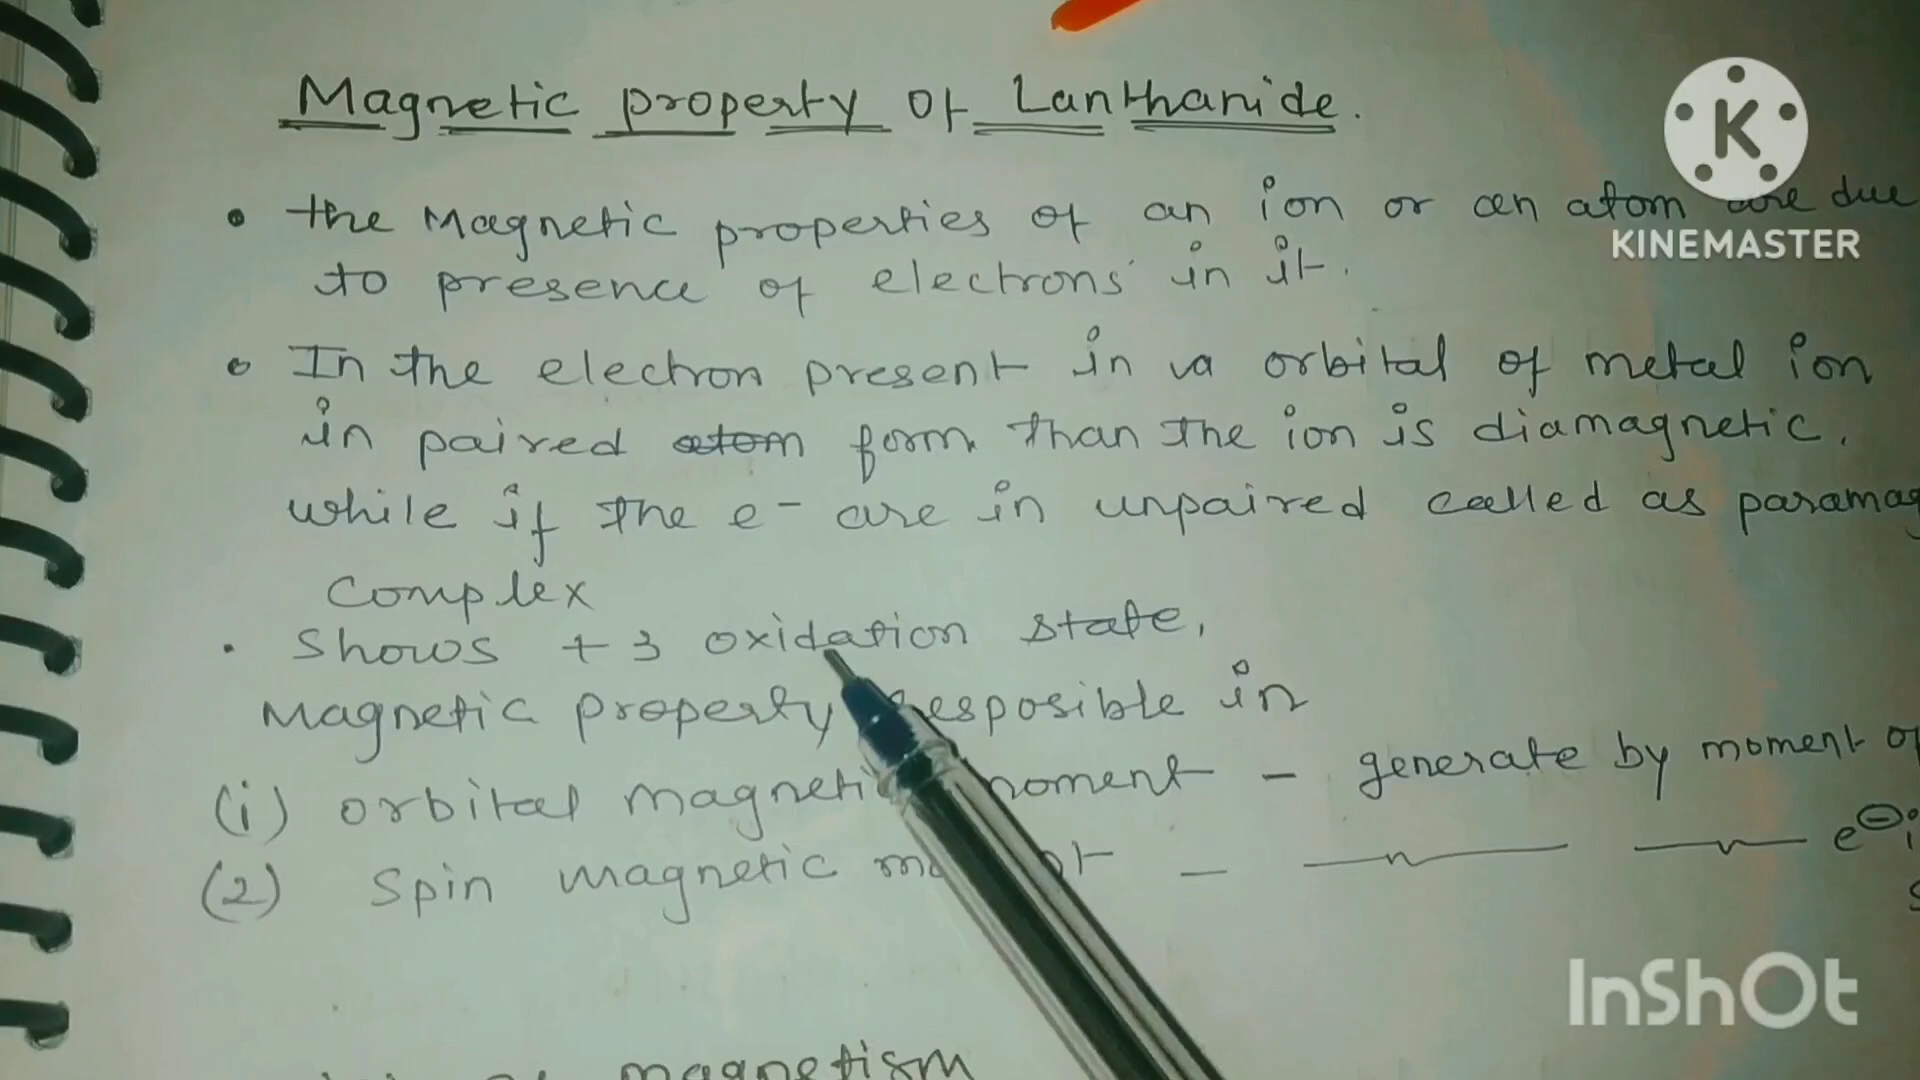 Magnetic property of Lanthanide.
K
• the Magnetic properties of an ion or an atom are due
KINEMASTER
to presence of electrons in it.
• In the electron present in a orbital of metal ion
in paired atom form than the ion is diamagnetic.
while if the e- are in unpaired called as paramag
Complex
• Shows +3 oxidation state,
Magnetic property resposible in
(i) orbital magnetic moment - generate by moment of
(2) Spin magnetic m nt - e⊖ i
InShOt
magnetism